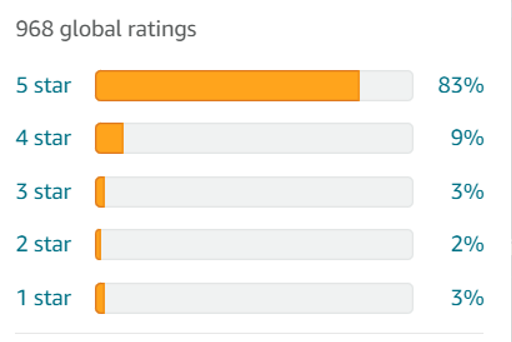 968 global ratings
5 star 83%
4 star 9%
3 star 3%
2 star 2%
1 star 3%